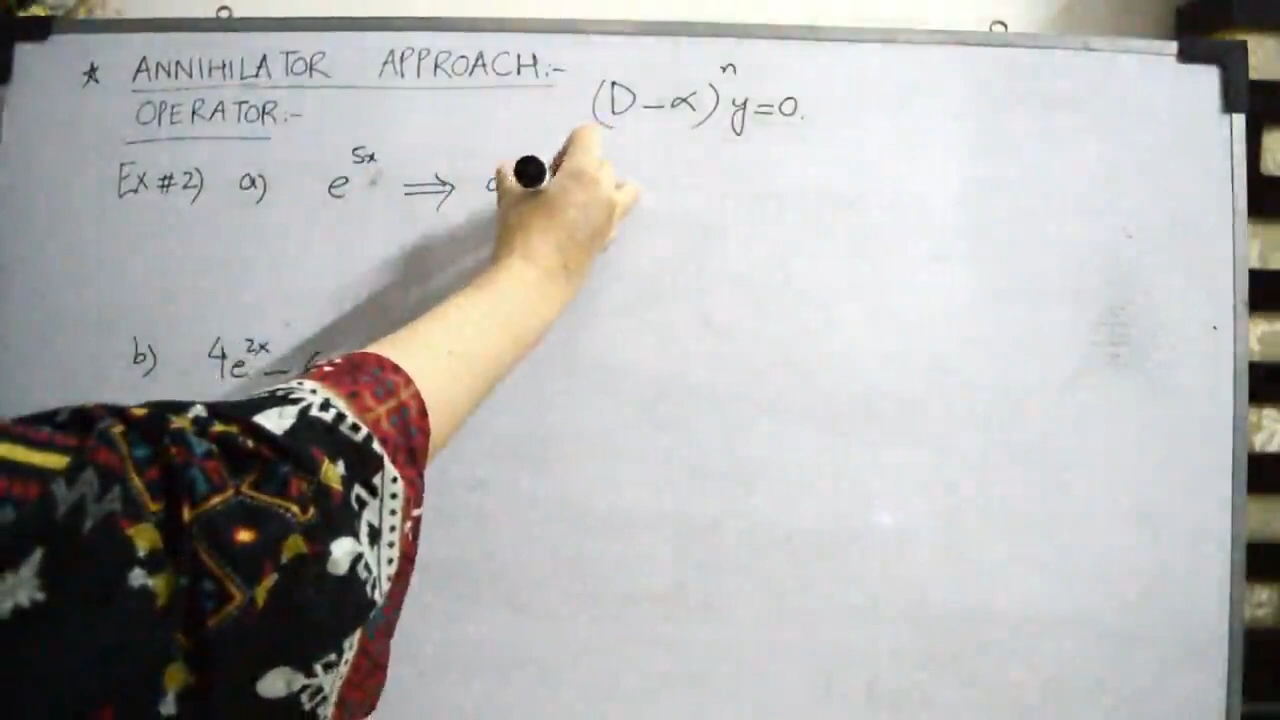 * ANNIHILATOR APPROACH:-
OPERATOR:-
(D-α)ⁿy=0.
Ex #2) a) e^5x ⇒
b) 4e^2x -